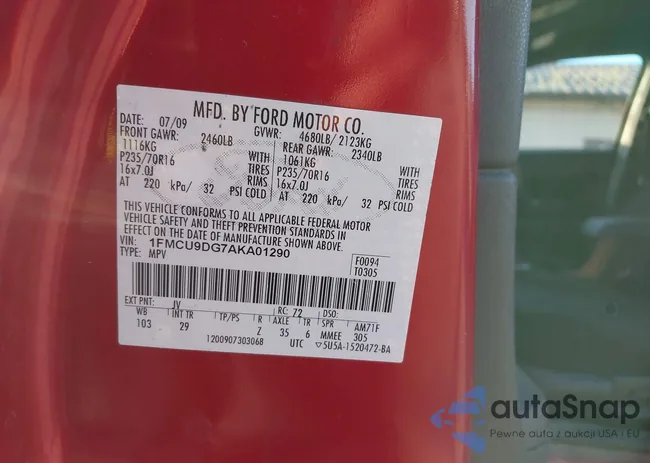 MFD. BY FORD MOTOR CO.
DATE: 07/09 GVWR: 4680LB/ 2123KG
FRONT GAWR: 2460LB REAR GAWR: 2340LB
1116KG WITH 1061KG WITH
P235/70R16 TIRES P235/70R16 TIRES
16x7.0J RIMS 16x7.0J RIMS
AT 220 kPa/ 32 PSI COLD AT 220 kPa/ 32 PSI COLD
THIS VEHICLE CONFORMS TO ALL APPLICABLE FEDERAL MOTOR
VEHICLE SAFETY AND THEFT PREVENTION STANDARDS IN
EFFECT ON THE DATE OF MANUFACTURE SHOWN ABOVE.
VIN: 1FMCU9DG7AKA01290 F0094
TYPE: MPV T0305
EXT PNT: JV RC: 72 DSO:
WB INT TR TP/PS R AXLE TR SPR AM71F
103 29 Z 35 6 MMEE 305
1200907303068 UTC ▽5U5A-1520472-BA
autaSnap
Pewne auto z aukcji USA i EU